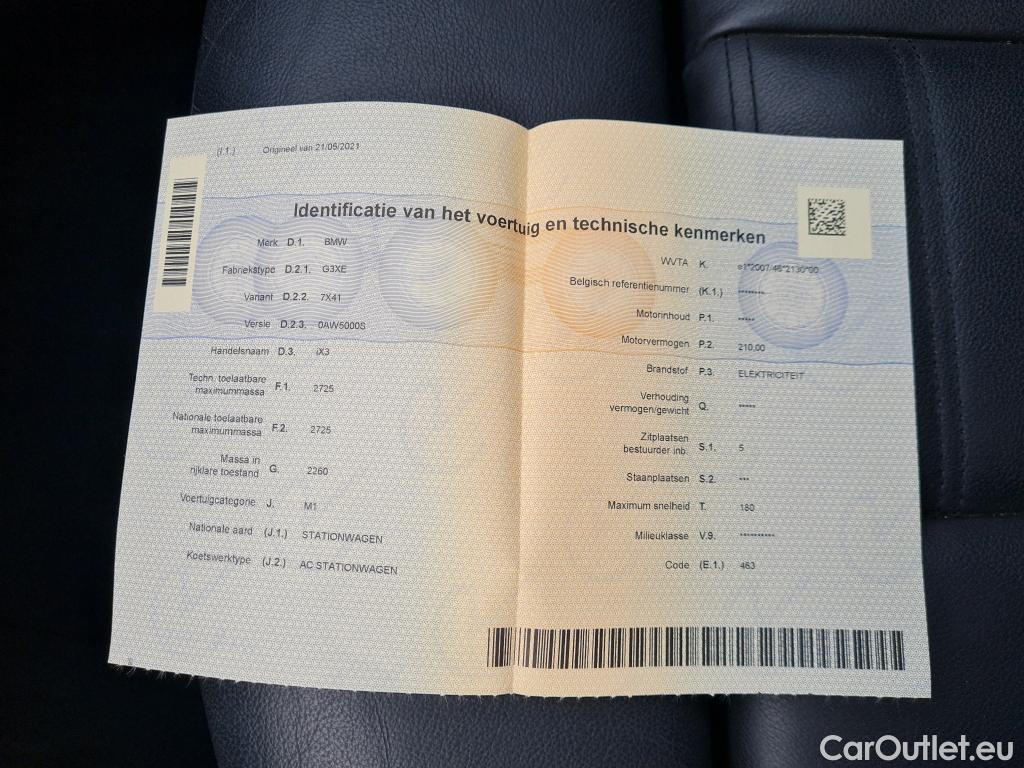 (I.1.) Origineel van 21/05/2021
Identificatie van het voertuig en technische kenmerken
Merk D.1. BMW
Fabriekstype D.2.1. G3XE
Variant D.2.2. 7X41
Versie D.2.3. 0AW5000S
Handelsnaam D.3. iX3
Techn. toelaatbare
maximummassa F.1. 2725
Nationale toelaatbare
maximummassa F.2. 2725
Massa in
rijklare toestand G. 2260
Voertuigcategorie J. M1
Nationale aard (J.1.) STATIONWAGEN
Koetswerktype (J.2.) AC STATIONWAGEN
WVTA K. e1*2007/46*2130*00
Belgisch referentienummer (K.1.) --------
Motorinhoud P.1. -----
Motorvermogen P.2. 210.00
Brandstof P.3. ELEKTRICITEIT
Verhouding
vermogen/gewicht Q. -----
Zitplaatsen
bestuurder inb. S.1. 5
Staanplaatsen S.2. ---
Maximum snelheid T. 180
Milieuklasse V.9. ----------
Code (E.1.) 463
CarOutlet.eu